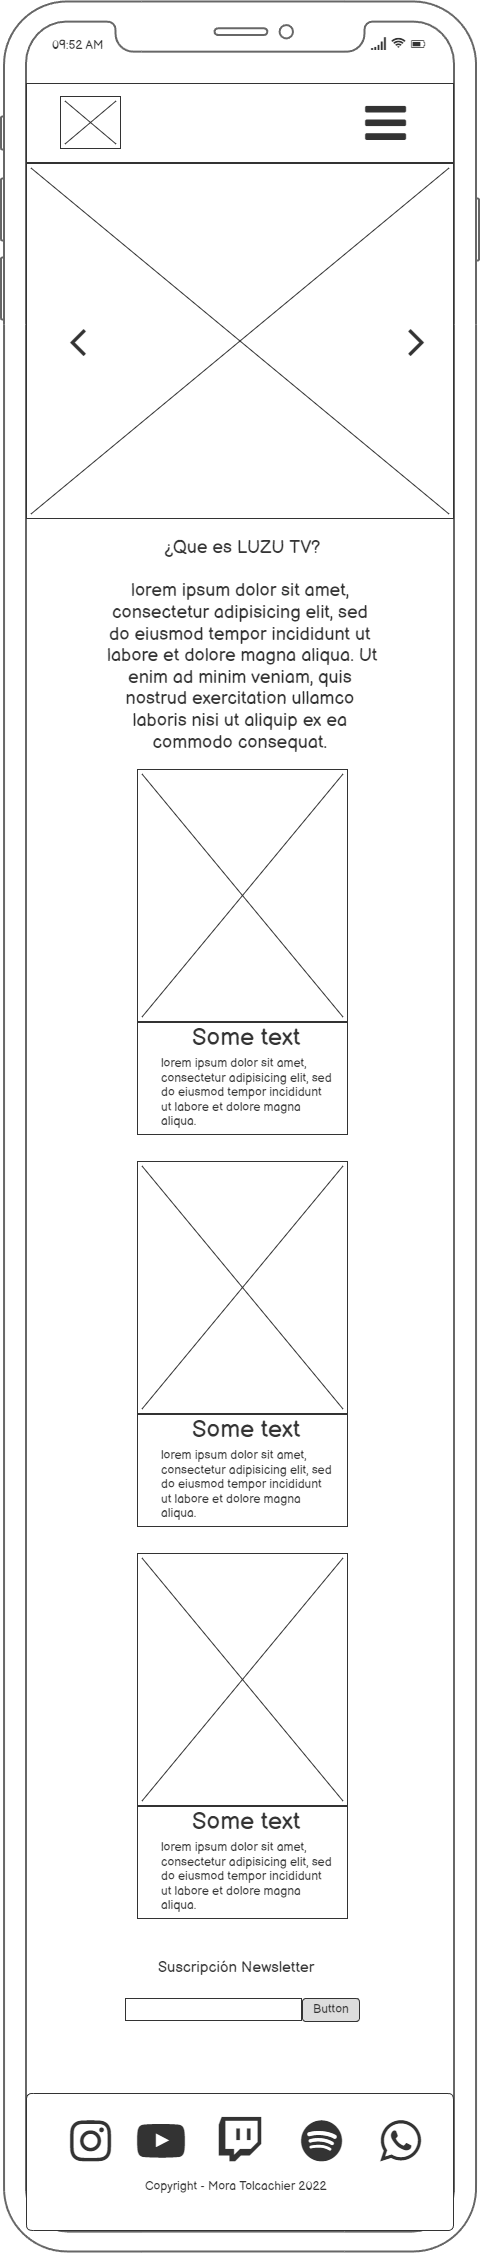 09:52 AM
¿Que es LUZU TV?
lorem ipsum dolor sit amet,
consectetur adipisicing elit, sed
do eiusmod tempor incididunt ut
labore et dolore magna aliqua. Ut
enim ad minim veniam, quis
nostrud exercitation ullamco
laboris nisi ut aliquip ex ea
commodo consequat.
Some text
lorem ipsum dolor sit amet,
consectetur adipisicing elit, sed
do eiusmod tempor incididunt
ut labore et dolore magna
aliqua.
Some text
lorem ipsum dolor sit amet,
consectetur adipisicing elit, sed
do eiusmod tempor incididunt
ut labore et dolore magna
aliqua.
Some text
lorem ipsum dolor sit amet,
consectetur adipisicing elit, sed
do eiusmod tempor incididunt
ut labore et dolore magna
aliqua.
Suscripción Newsletter
Button
Copyright - Mora Tolcachier 2022